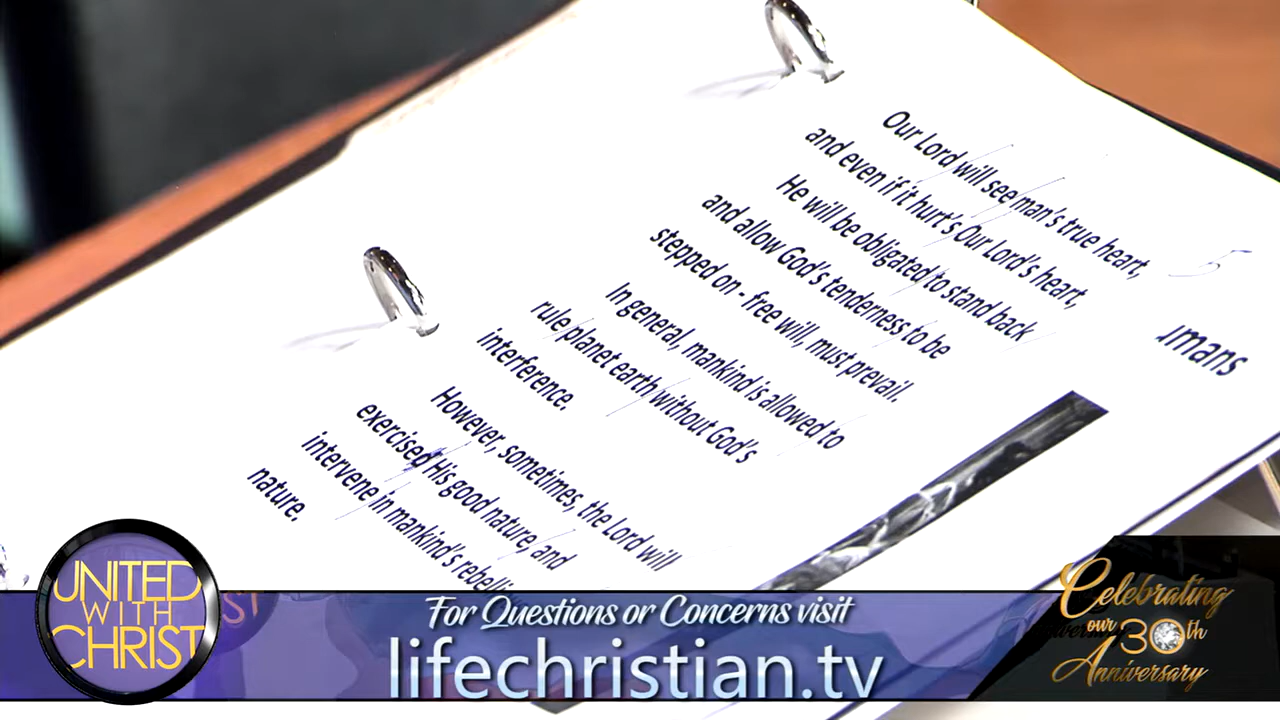 Our Lord will see man's true heart,
and even if it hurt's Our Lord's heart,
He will be obligated to stand back
and allow God's tenderness to be
stepped on - free will, must prevail.
In general, mankind is allowed to
rule planet earth without God's
interference.
However, sometimes, the Lord will
exercised His good nature, and
intervene in mankind's
nature.
5
UNITED
WITH
CHRIST
For Questions or Concerns visit
lifechristian.tv
Celebrating
our 30th
Anniversary